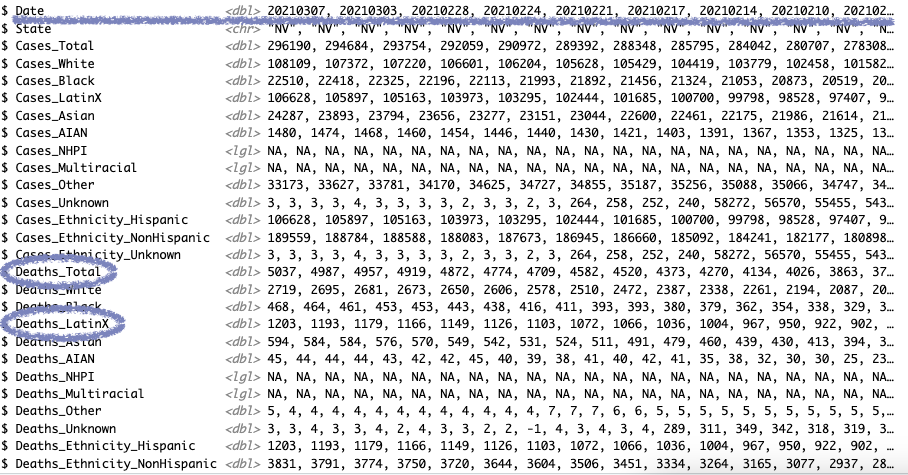 $ Date <dbl> 20210307, 20210303, 20210228, 20210224, 20210221, 20210217, 20210214, 20210210, 202102…
$ State <chr> "NV", "NV", "NV", "NV", "NV", "NV", "NV", "NV", "NV", "NV", "NV", "NV", "N…
$ Cases_Total <dbl> 296190, 294684, 293754, 292059, 290972, 289392, 288348, 285795, 284042, 280707, 278308…
$ Cases_White <dbl> 108109, 107372, 107220, 106601, 106204, 105628, 105429, 104419, 103779, 102458, 101582…
$ Cases_Black <dbl> 22510, 22418, 22325, 22196, 22113, 21993, 21892, 21456, 21324, 21053, 20873, 20519, 20…
$ Cases_LatinX <dbl> 106628, 105897, 105163, 103973, 103295, 102444, 101685, 100700, 99798, 98528, 97407, 9…
$ Cases_Asian <dbl> 24287, 23893, 23794, 23656, 23277, 23151, 23044, 22600, 22461, 22175, 21986, 21614, 21…
$ Cases_AIAN <dbl> 1480, 1474, 1468, 1460, 1454, 1446, 1440, 1430, 1421, 1403, 1391, 1367, 1353, 1325, 13…
$ Cases_NHPI <lgl> NA, NA, NA, NA, NA, NA, NA, NA, NA, NA, NA, NA, NA, NA, NA, NA, NA, NA, NA, NA, NA, NA…
$ Cases_Multiracial <lgl> NA, NA, NA, NA, NA, NA, NA, NA, NA, NA, NA, NA, NA, NA, NA, NA, NA, NA, NA, NA, NA, NA…
$ Cases_Other <dbl> 33173, 33627, 33781, 34170, 34625, 34727, 34855, 35187, 35256, 35088, 35066, 34747, 34…
$ Cases_Unknown <dbl> 3, 3, 3, 3, 4, 3, 3, 3, 3, 2, 3, 3, 2, 3, 264, 258, 252, 240, 58272, 56570, 55455, 543…
$ Cases_Ethnicity_Hispanic <dbl> 106628, 105897, 105163, 103973, 103295, 102444, 101685, 100700, 99798, 98528, 97407, 9…
$ Cases_Ethnicity_NonHispanic <dbl> 189559, 188784, 188588, 188083, 187673, 186945, 186660, 185092, 184241, 182177, 180898…
$ Cases_Ethnicity_Unknown <dbl> 3, 3, 3, 3, 4, 3, 3, 3, 3, 2, 3, 3, 2, 3, 264, 258, 252, 240, 58272, 56570, 55455, 543…
$ Deaths_Total <dbl> 5037, 4987, 4957, 4919, 4872, 4774, 4709, 4582, 4520, 4373, 4270, 4134, 4026, 3863, 37…
$ Deaths_White <dbl> 2719, 2695, 2681, 2673, 2650, 2606, 2578, 2510, 2472, 2387, 2338, 2261, 2194, 2087, 20…
$ Deaths_Black <dbl> 468, 464, 461, 453, 453, 443, 438, 416, 411, 393, 393, 380, 379, 362, 354, 338, 329, 3…
$ Deaths_LatinX <dbl> 1203, 1193, 1179, 1166, 1149, 1126, 1103, 1072, 1066, 1036, 1004, 967, 950, 922, 902, …
$ Deaths_Asian <dbl> 594, 584, 584, 576, 570, 549, 542, 531, 524, 511, 491, 479, 460, 439, 430, 413, 394, 3…
$ Deaths_AIAN <dbl> 45, 44, 44, 44, 43, 42, 42, 45, 40, 39, 38, 41, 40, 42, 41, 35, 38, 32, 30, 30, 25, 23…
$ Deaths_NHPI <lgl> NA, NA, NA, NA, NA, NA, NA, NA, NA, NA, NA, NA, NA, NA, NA, NA, NA, NA, NA, NA, NA, NA…
$ Deaths_Multiracial <lgl> NA, NA, NA, NA, NA, NA, NA, NA, NA, NA, NA, NA, NA, NA, NA, NA, NA, NA, NA, NA, NA, NA…
$ Deaths_Other <dbl> 5, 4, 4, 4, 4, 4, 4, 4, 4, 4, 4, 4, 7, 7, 7, 6, 6, 5, 5, 5, 5, 5, 5, 5, 5, 5, 5, 5, 5,…
$ Deaths_Unknown <dbl> 3, 3, 4, 3, 3, 4, 2, 4, 3, 3, 2, 2, -1, 4, 3, 4, 3, 4, 289, 311, 349, 342, 318, 319, 3…
$ Deaths_Ethnicity_Hispanic <dbl> 1203, 1193, 1179, 1166, 1149, 1126, 1103, 1072, 1066, 1036, 1004, 967, 950, 922, 902, …
$ Deaths_Ethnicity_NonHispanic <dbl> 3831, 3791, 3774, 3750, 3720, 3644, 3604, 3506, 3451, 3334, 3264, 3165, 3077, 2937, 28…